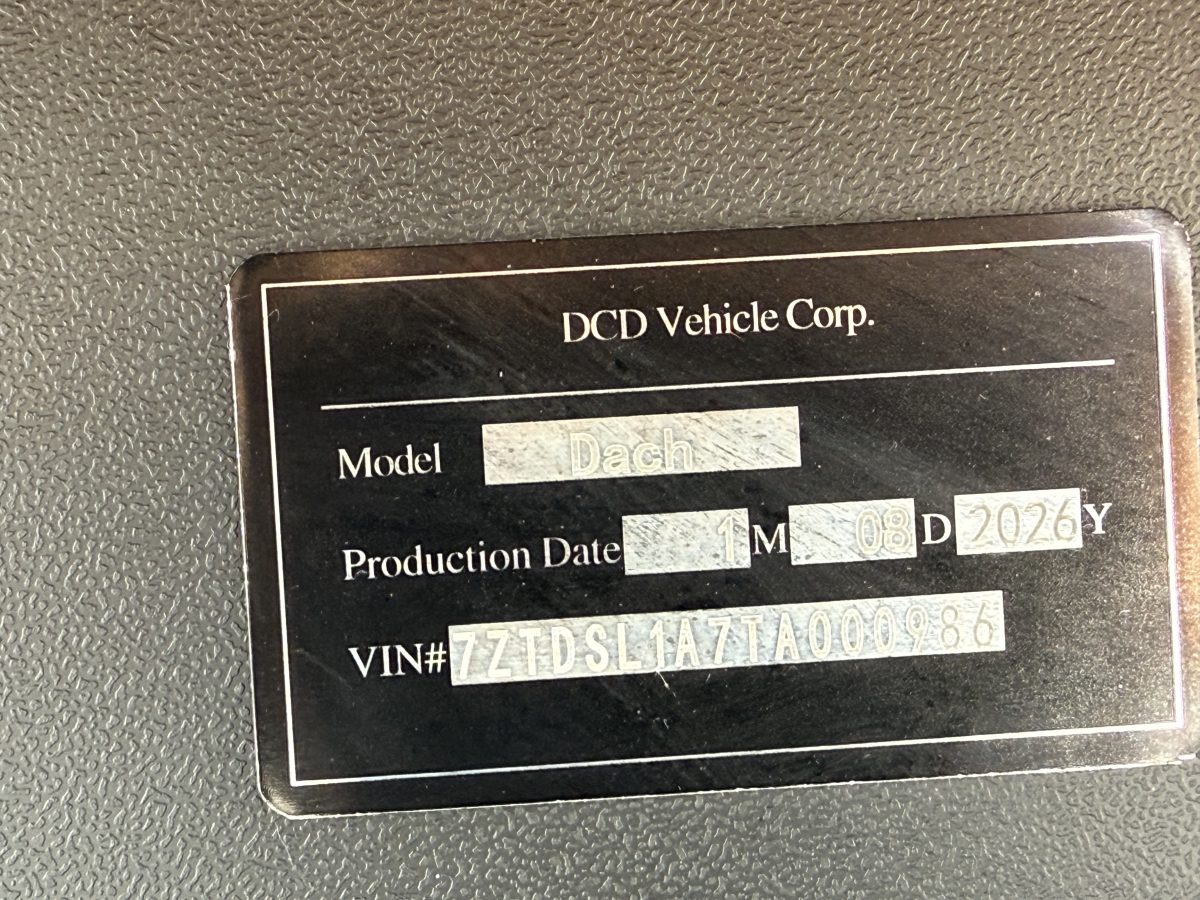 DCD Vehicle Corp.
Model Dach
Production Date 1 M 08 D 2026 Y
VIN# 7ZTDSL1A7TA000986